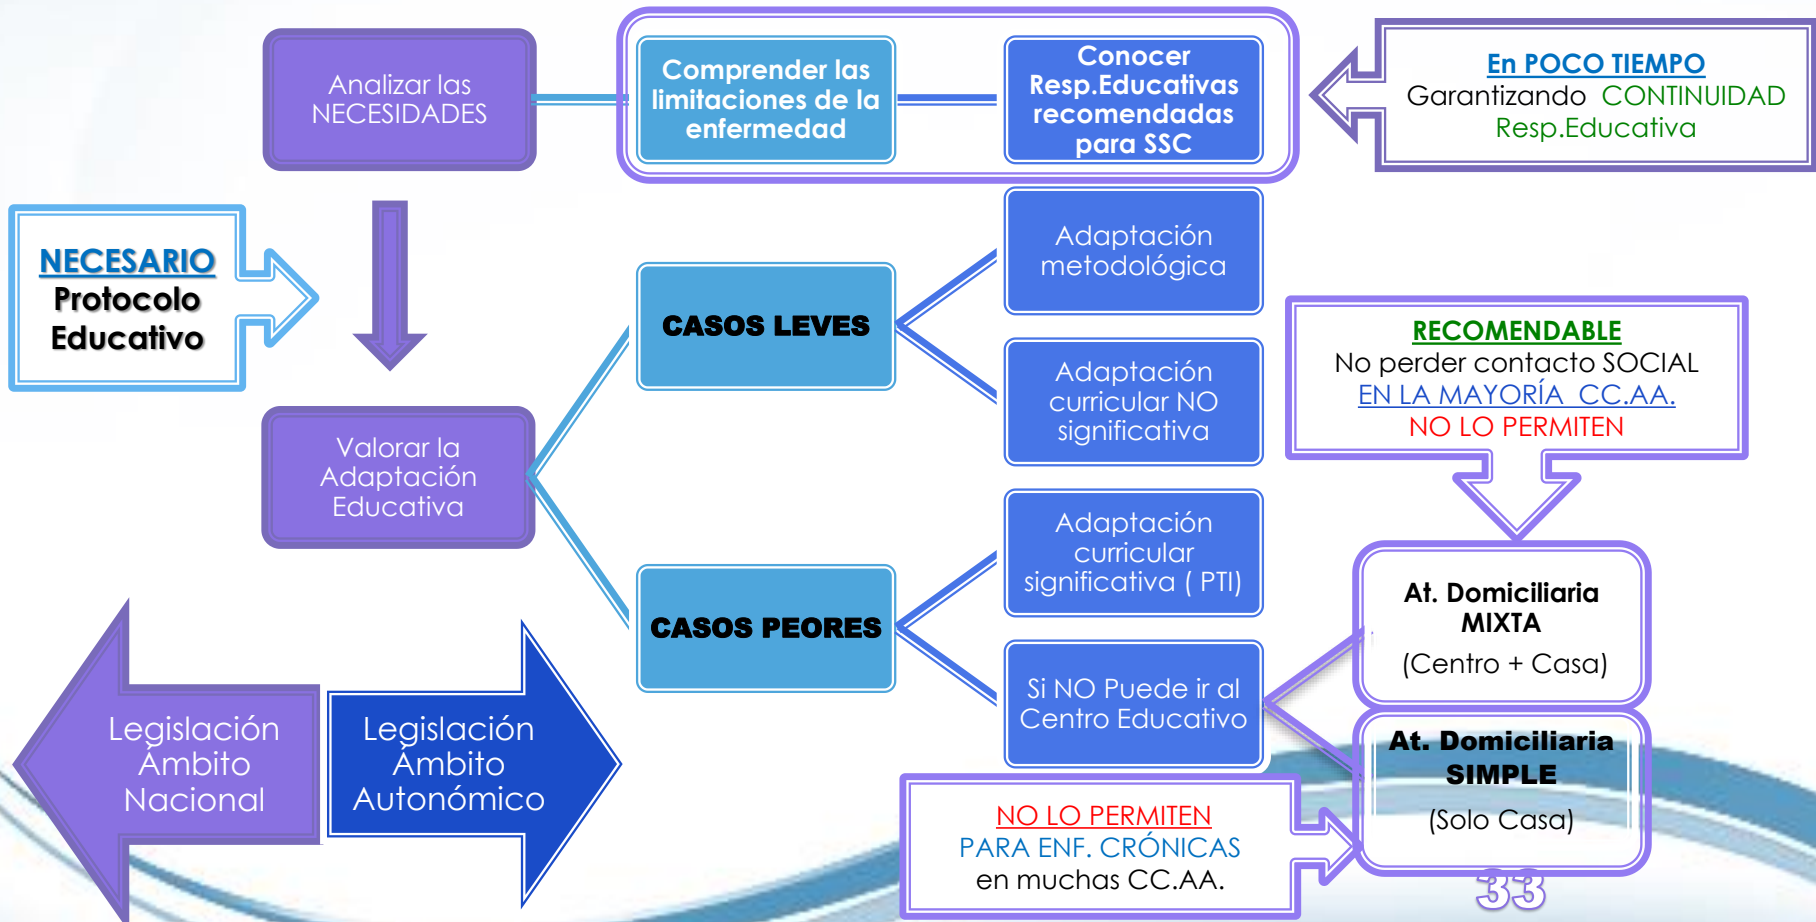 Analizar las
NECESIDADES
Comprender las
limitaciones de la
enfermedad
Conocer
Resp.Educativas
recomendadas
para SSC
En POCO TIEMPO
Garantizando CONTINUIDAD
Resp.Educativa
NECESARIO
Protocolo
Educativo
Valorar la
Adaptación
Educativa
CASOS LEVES
Adaptación
metodológica
Adaptación
curricular NO
significativa
CASOS PEORES
Adaptación
curricular
significativa ( PTI)
Si NO Puede ir al
Centro Educativo
RECOMENDABLE
No perder contacto SOCIAL
EN LA MAYORÍA CC.AA.
NO LO PERMITEN
At. Domiciliaria
MIXTA
(Centro + Casa)
At. Domiciliaria
SIMPLE
(Solo Casa)
NO LO PERMITEN
PARA ENF. CRÓNICAS
en muchas CC.AA.
Legislación
Ámbito
Nacional
Legislación
Ámbito
Autonómico
33